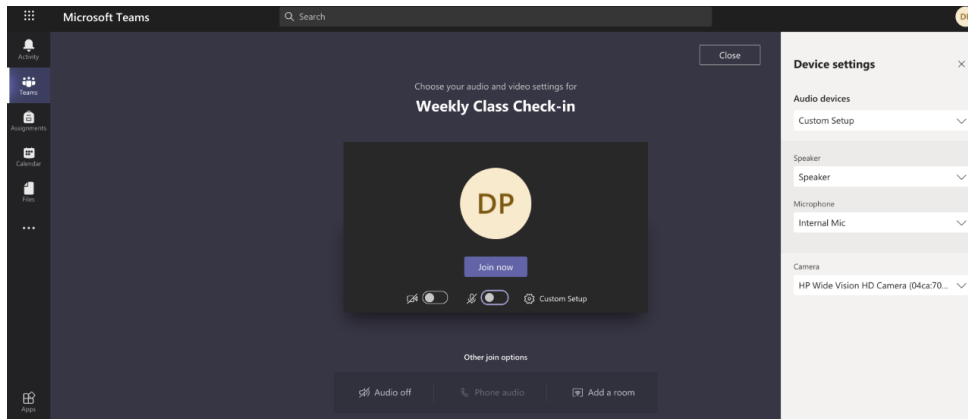 Microsoft Teams
Search
Activity
Teams
Assignments
Calendar
Files
Apps
Close
Choose your audio and video settings for
Weekly Class Check-in
DP
Join now
Custom Setup
Other join options
Audio off
Phone audio
Add a room
Device settings
Audio devices
Custom Setup
Speaker
Speaker
Microphone
Internal Mic
Camera
HP Wide Vision HD Camera (04ca:70...